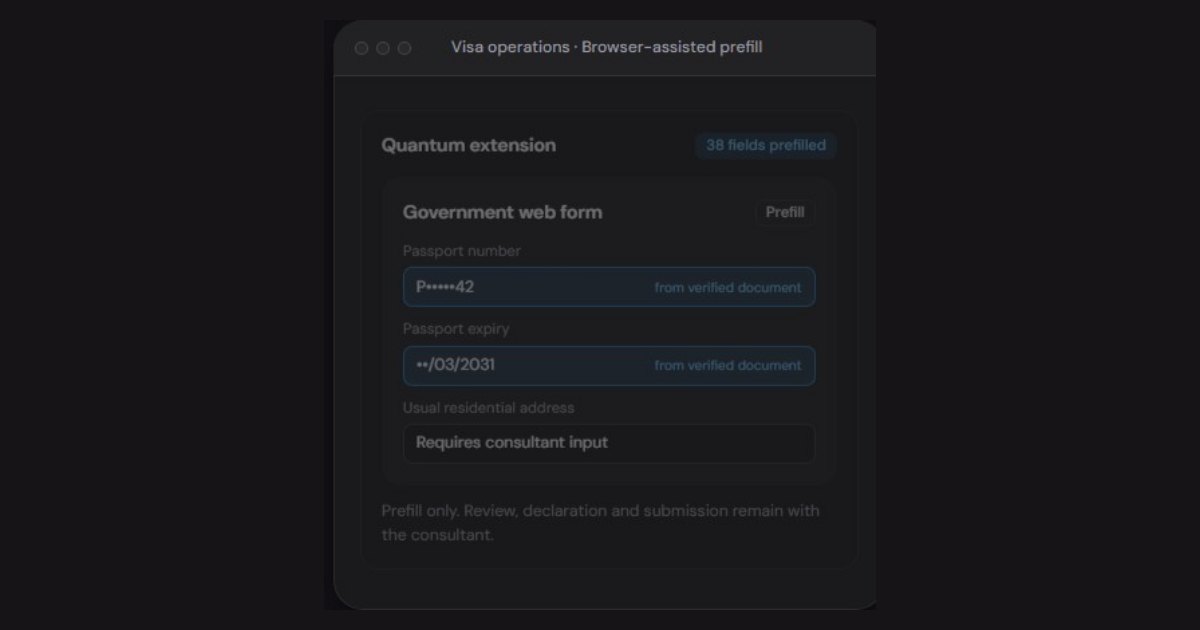 Visa operations · Browser-assisted prefill
Quantum extension
38 fields prefilled
Government web form
Prefill
Passport number
P•••••42
from verified document
Passport expiry
••/03/2031
from verified document
Usual residential address
Requires consultant input
Prefill only. Review, declaration and submission remain with
the consultant.